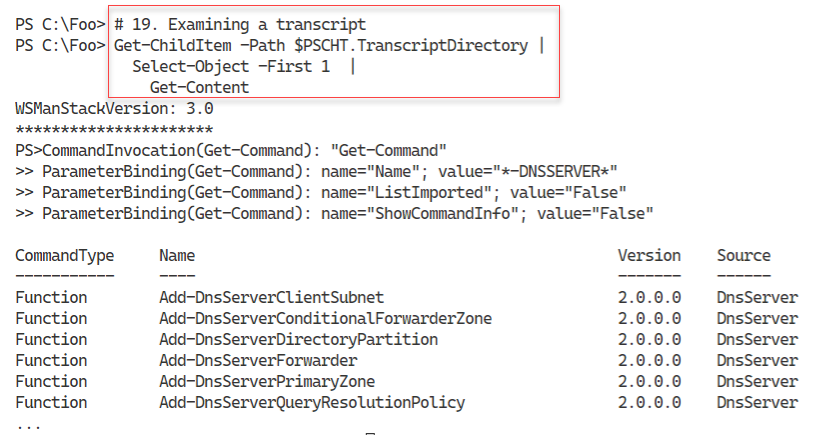 PS C:\Foo> # 19. Examining a transcript
PS C:\Foo> Get-ChildItem -Path $PSCHT.TranscriptDirectory |
Select-Object -First 1 |
Get-Content
WSManStackVersion: 3.0
**********************
PS>CommandInvocation(Get-Command): "Get-Command"
>> ParameterBinding(Get-Command): name="Name"; value="*-DNSSERVER*"
>> ParameterBinding(Get-Command): name="ListImported"; value="False"
>> ParameterBinding(Get-Command): name="ShowCommandInfo"; value="False"
CommandType Name Version Source
----------- ---- ------- ------
Function Add-DnsServerClientSubnet 2.0.0.0 DnsServer
Function Add-DnsServerConditionalForwarderZone 2.0.0.0 DnsServer
Function Add-DnsServerDirectoryPartition 2.0.0.0 DnsServer
Function Add-DnsServerForwarder 2.0.0.0 DnsServer
Function Add-DnsServerPrimaryZone 2.0.0.0 DnsServer
Function Add-DnsServerQueryResolutionPolicy 2.0.0.0 DnsServer
...